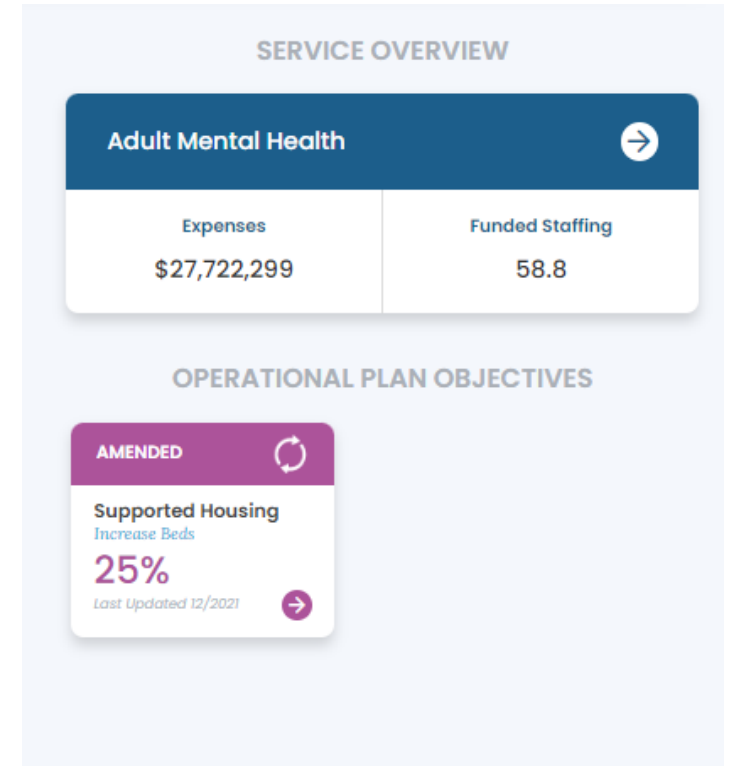 SERVICE OVERVIEW
Adult Mental Health
Expenses
$27,722,299
Funded Staffing
58.8
OPERATIONAL PLAN OBJECTIVES
AMENDED
Supported Housing
Increase Beds
25%
Last Updated 12/2021